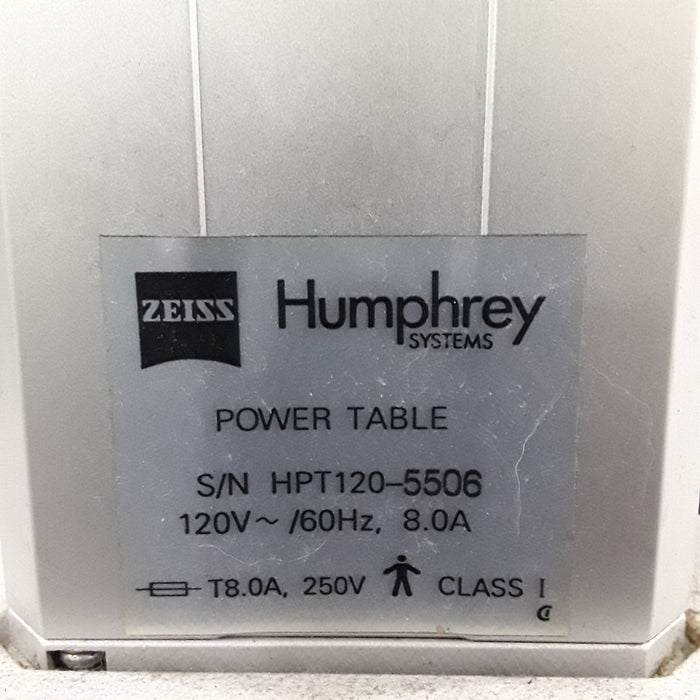 ZEISS Humphrey
SYSTEMS
POWER TABLE
S/N HPT120-5506
120V~ /60Hz, 8.0A
T8.0A, 250V CLASS I